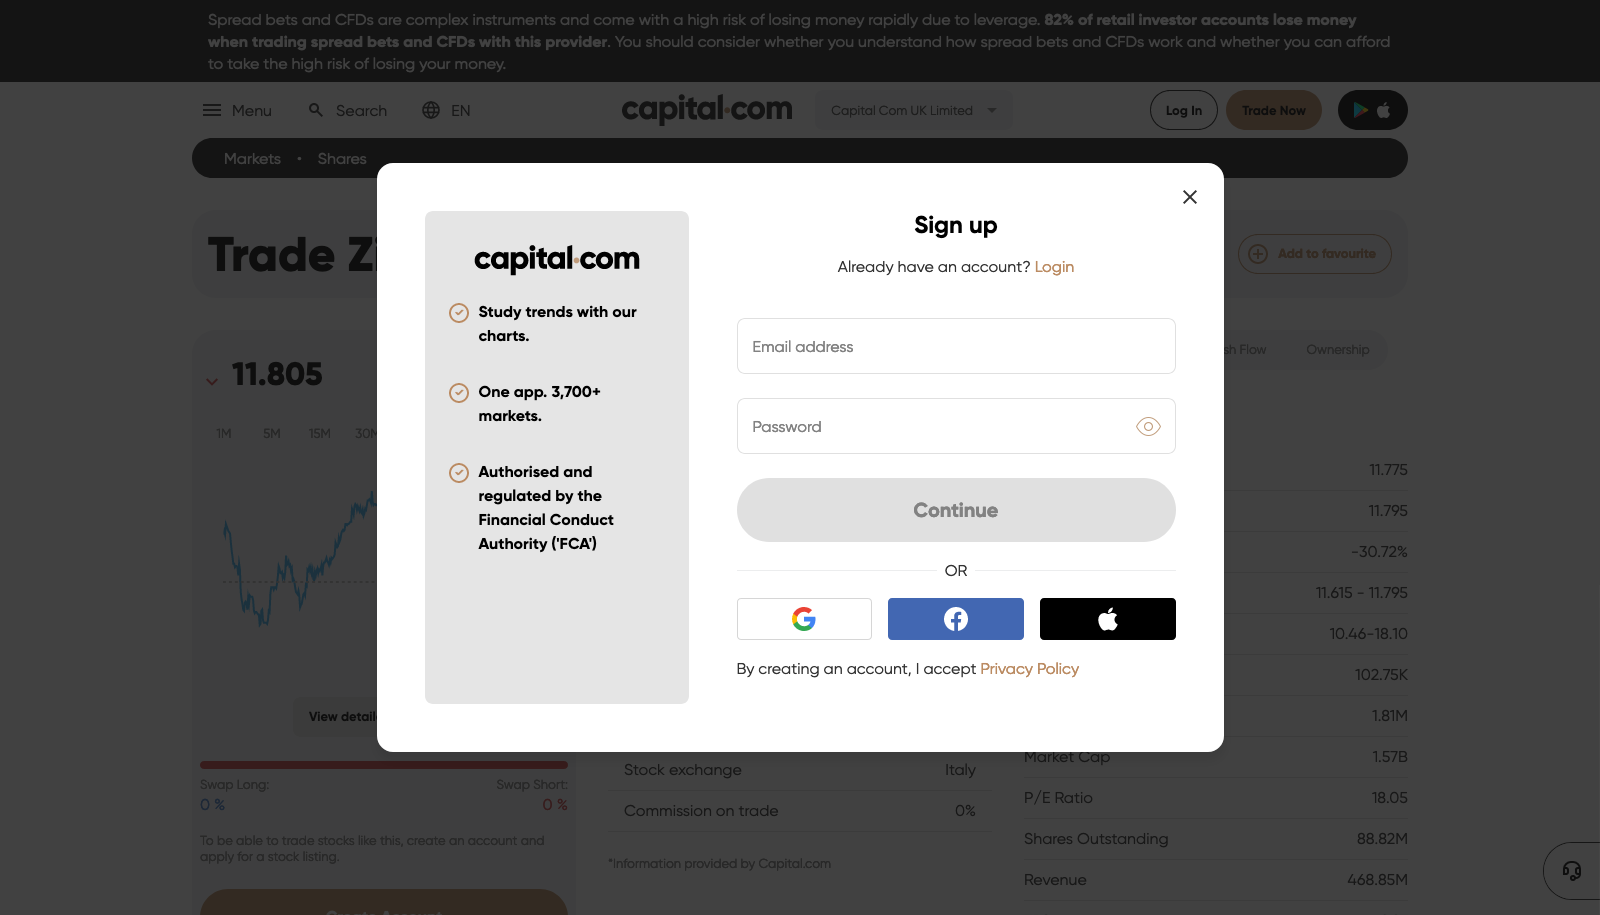 Spread bets and CFDs are complex instruments and come with a high risk of losing money rapidly due to leverage. 82% of retail investor accounts lose money
when trading spread bets and CFDs with this provider. You should consider whether you understand how spread bets and CFDs work and whether you can afford
to take the high risk of losing your money.
Menu
Search
EN
capital.com
Capital Com UK Limited
Log In
Trade Now
Markets • Shares
Trade
Add to favourite
11.805
1M 5M 15M
Flow
Ownership
capital.com
Study trends with our
charts.
One app. 3,700+
markets.
Authorised and
regulated by the
Financial Conduct
Authority ('FCA')
Sign up
Already have an account? Login
Email address
Password
Continue
OR
By creating an account, I accept Privacy Policy
11.775
11.795
-30.72%
11.615 - 11.795
10.46-18.10
102.75K
1.81M
View
Swap Long:
0 %
Swap Short:
0 %
To be able to trade stocks like this, create an account and
apply for a stock listing.
Create Account
Stock exchange Italy
Commission on trade 0%
*Information provided by Capital.com
Market Cap 1.57B
P/E Ratio 18.05
Shares Outstanding 88.82M
Revenue 468.85M